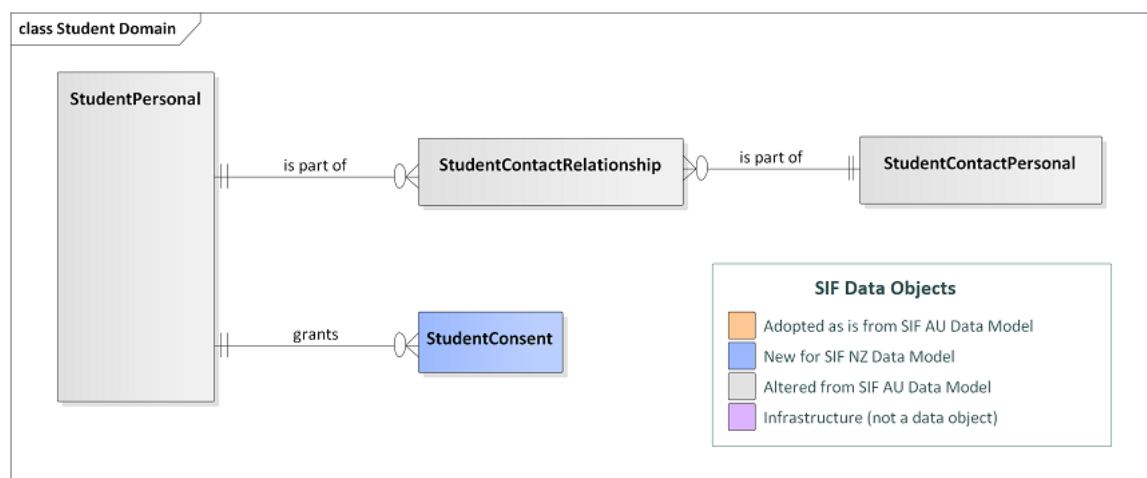 class Student Domain
StudentPersonal
is part of
StudentContactRelationship
is part of
StudentContactPersonal
grants
StudentConsent
SIF Data Objects
Adopted as is from SIF AU Data Model
New for SIF NZ Data Model
Altered from SIF AU Data Model
Infrastructure (not a data object)